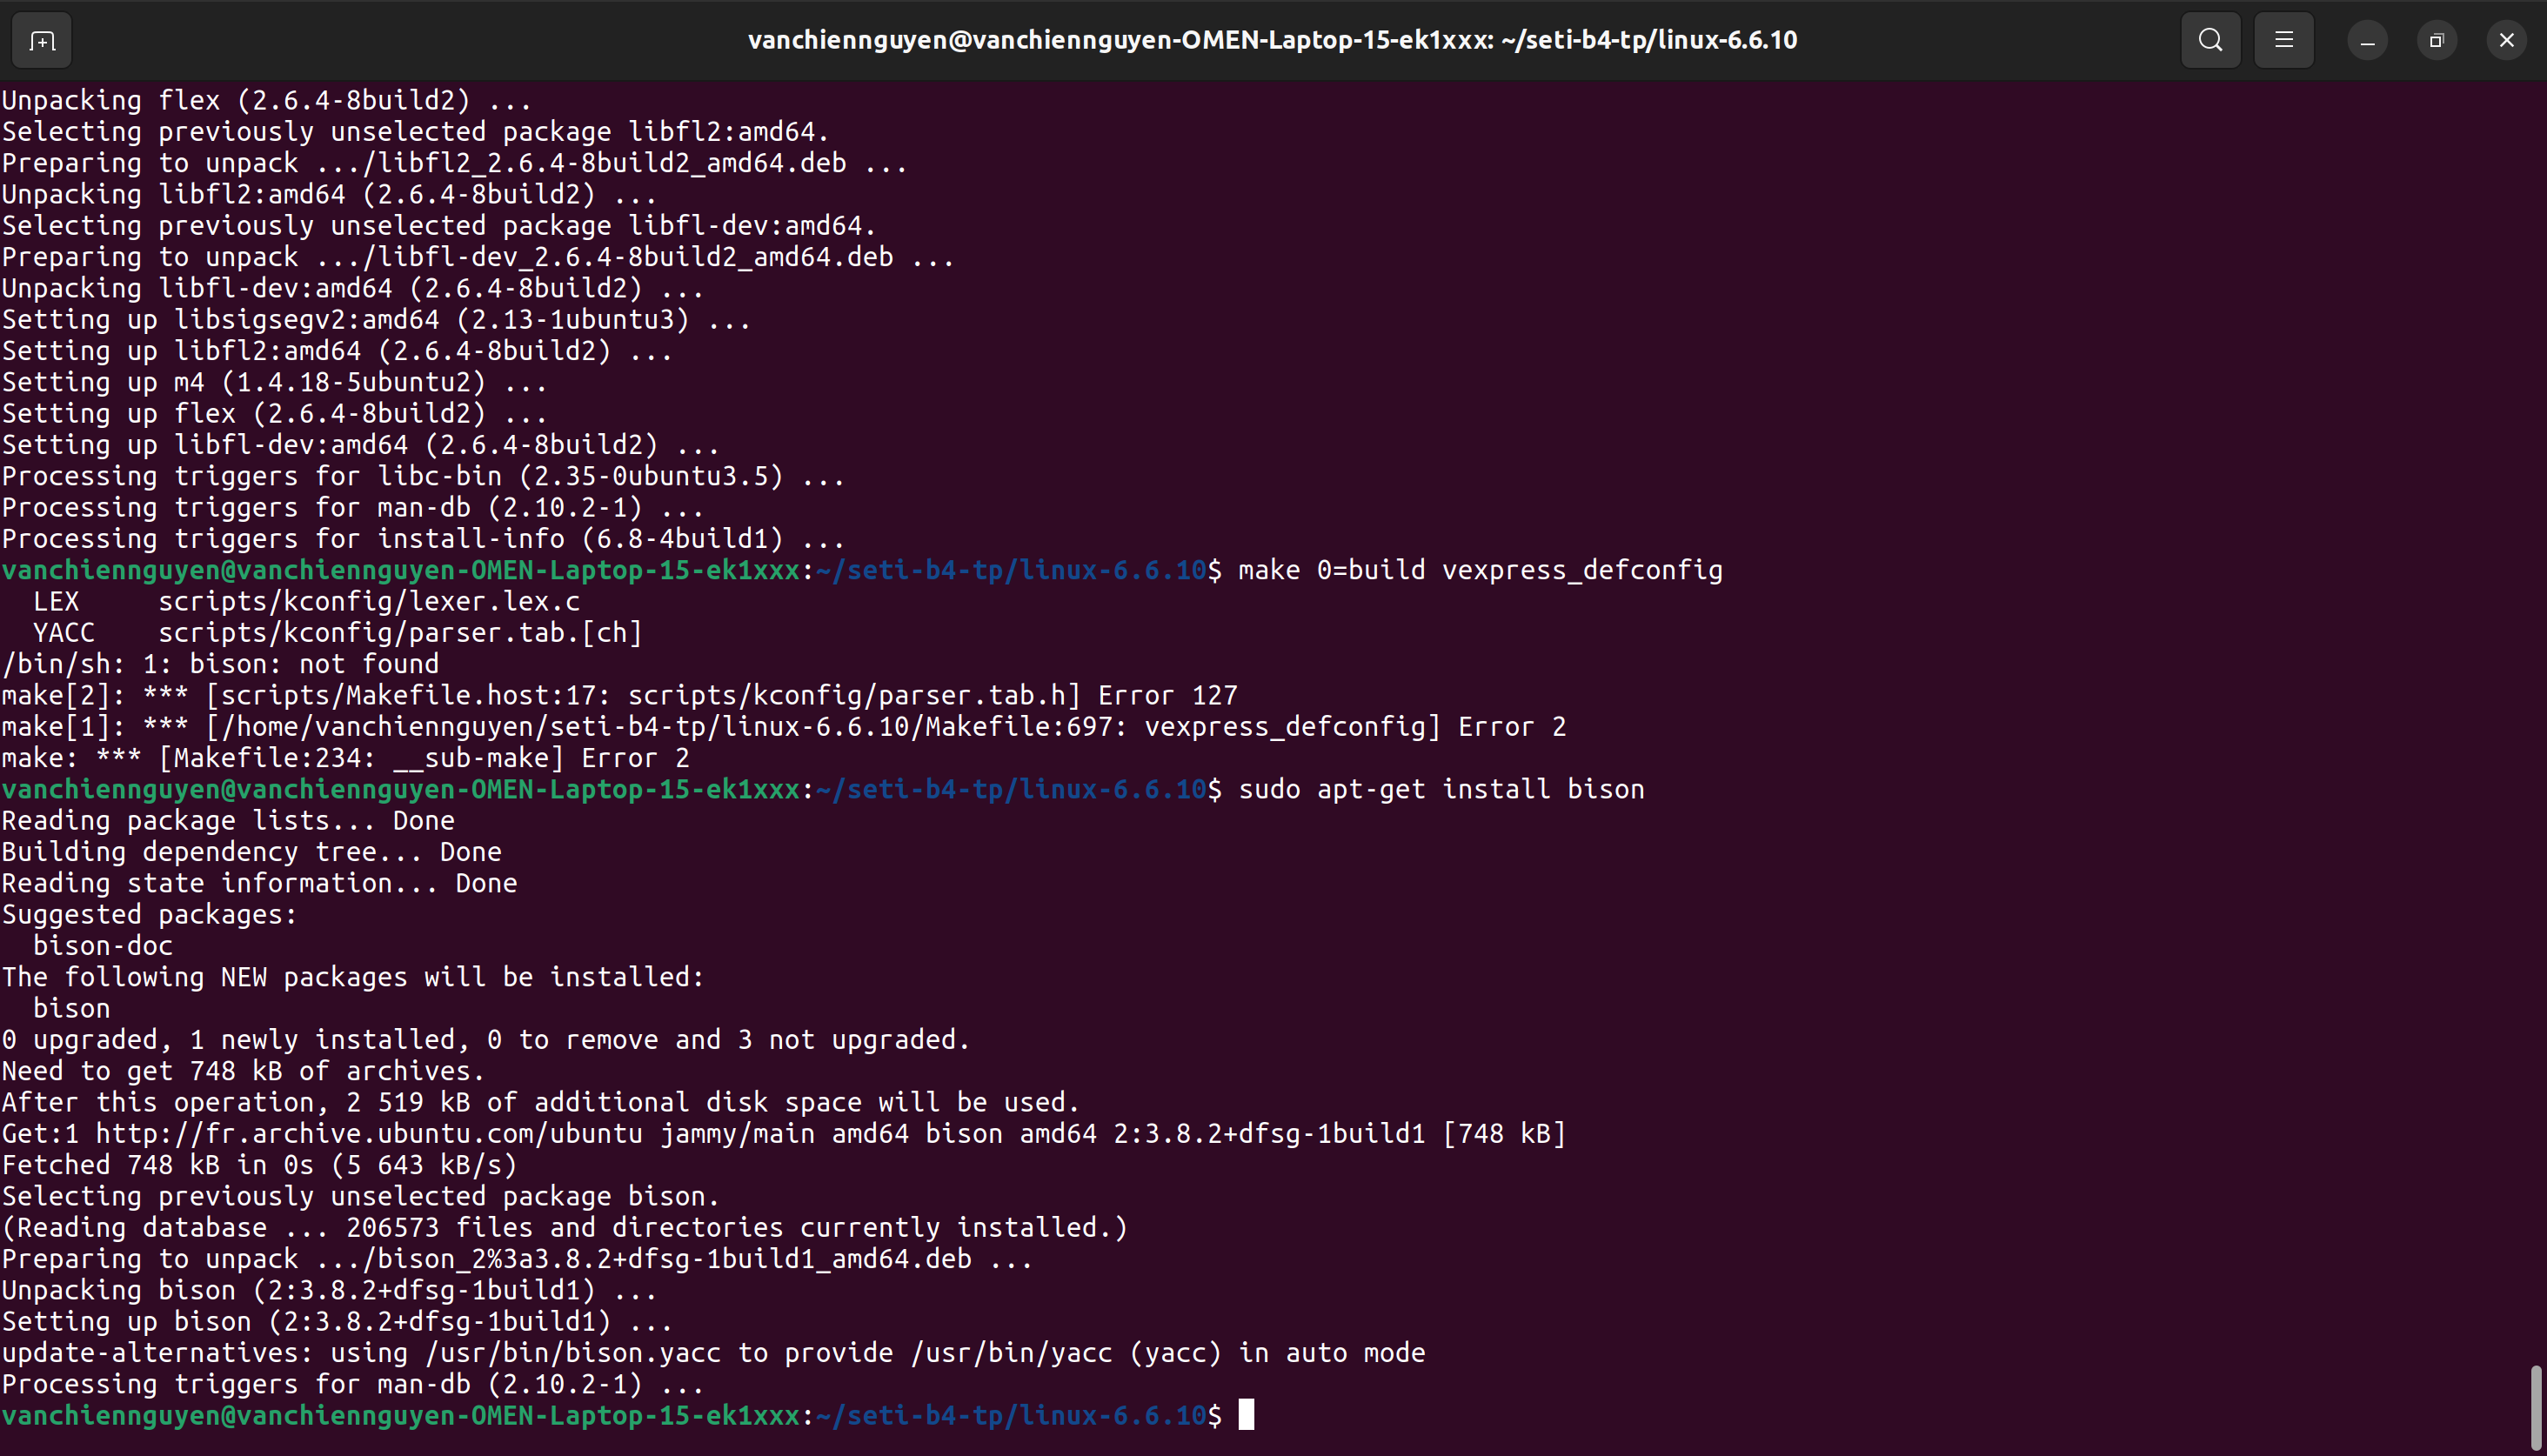 vanchiennguyen@vanchiennguyen-OMEN-Laptop-15-ek1xxx: ~/seti-b4-tp/linux-6.6.10
Unpacking flex (2.6.4-8build2) ...
Selecting previously unselected package libfl2:amd64.
Preparing to unpack .../libfl2_2.6.4-8build2_amd64.deb ...
Unpacking libfl2:amd64 (2.6.4-8build2) ...
Selecting previously unselected package libfl-dev:amd64.
Preparing to unpack .../libfl-dev_2.6.4-8build2_amd64.deb ...
Unpacking libfl-dev:amd64 (2.6.4-8build2) ...
Setting up libsigsegv2:amd64 (2.13-1ubuntu3) ...
Setting up libfl2:amd64 (2.6.4-8build2) ...
Setting up m4 (1.4.18-5ubuntu2) ...
Setting up flex (2.6.4-8build2) ...
Setting up libfl-dev:amd64 (2.6.4-8build2) ...
Processing triggers for libc-bin (2.35-0ubuntu3.5) ...
Processing triggers for man-db (2.10.2-1) ...
Processing triggers for install-info (6.8-4build1) ...
vanchiennguyen@vanchiennguyen-OMEN-Laptop-15-ek1xxx:~/seti-b4-tp/linux-6.6.10$ make O=build vexpress_defconfig
  LEX     scripts/kconfig/lexer.lex.c
  YACC    scripts/kconfig/parser.tab.[ch]
/bin/sh: 1: bison: not found
make[2]: *** [scripts/Makefile.host:17: scripts/kconfig/parser.tab.h] Error 127
make[1]: *** [/home/vanchiennguyen/seti-b4-tp/linux-6.6.10/Makefile:697: vexpress_defconfig] Error 2
make: *** [Makefile:234: __sub-make] Error 2
vanchiennguyen@vanchiennguyen-OMEN-Laptop-15-ek1xxx:~/seti-b4-tp/linux-6.6.10$ sudo apt-get install bison
Reading package lists... Done
Building dependency tree... Done
Reading state information... Done
Suggested packages:
  bison-doc
The following NEW packages will be installed:
  bison
0 upgraded, 1 newly installed, 0 to remove and 3 not upgraded.
Need to get 748 kB of archives.
After this operation, 2 519 kB of additional disk space will be used.
Get:1 http://fr.archive.ubuntu.com/ubuntu jammy/main amd64 bison amd64 2:3.8.2+dfsg-1build1 [748 kB]
Fetched 748 kB in 0s (5 643 kB/s)
Selecting previously unselected package bison.
(Reading database ... 206573 files and directories currently installed.)
Preparing to unpack .../bison_2%3a3.8.2+dfsg-1build1_amd64.deb ...
Unpacking bison (2:3.8.2+dfsg-1build1) ...
Setting up bison (2:3.8.2+dfsg-1build1) ...
update-alternatives: using /usr/bin/bison.yacc to provide /usr/bin/yacc (yacc) in auto mode
Processing triggers for man-db (2.10.2-1) ...
vanchiennguyen@vanchiennguyen-OMEN-Laptop-15-ek1xxx:~/seti-b4-tp/linux-6.6.10$